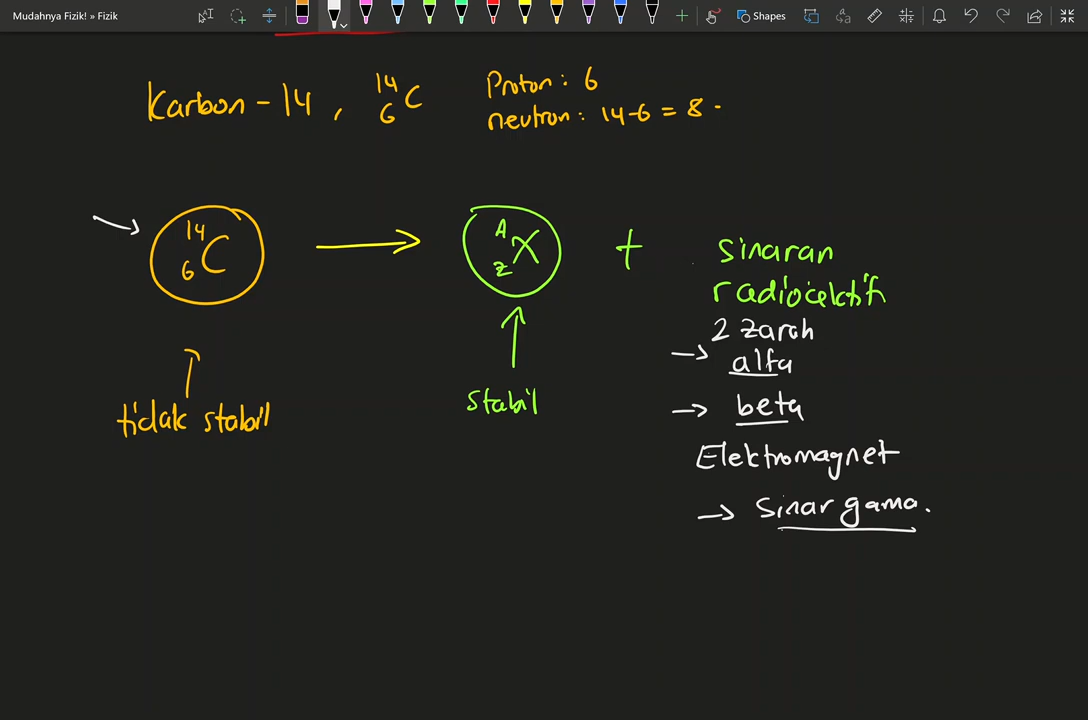 Mudahnya Fizik! » Fizik
Shapes
Karbon - 14 , 14 6 C
Proton : 6
neutron : 14-6 = 8
14 6 C → A Z X + sinaran
radioaktif
2 zarah
→ alfa
tidak stabil
stabil
→ beta
Elektromagnet
→ Sinar gama.